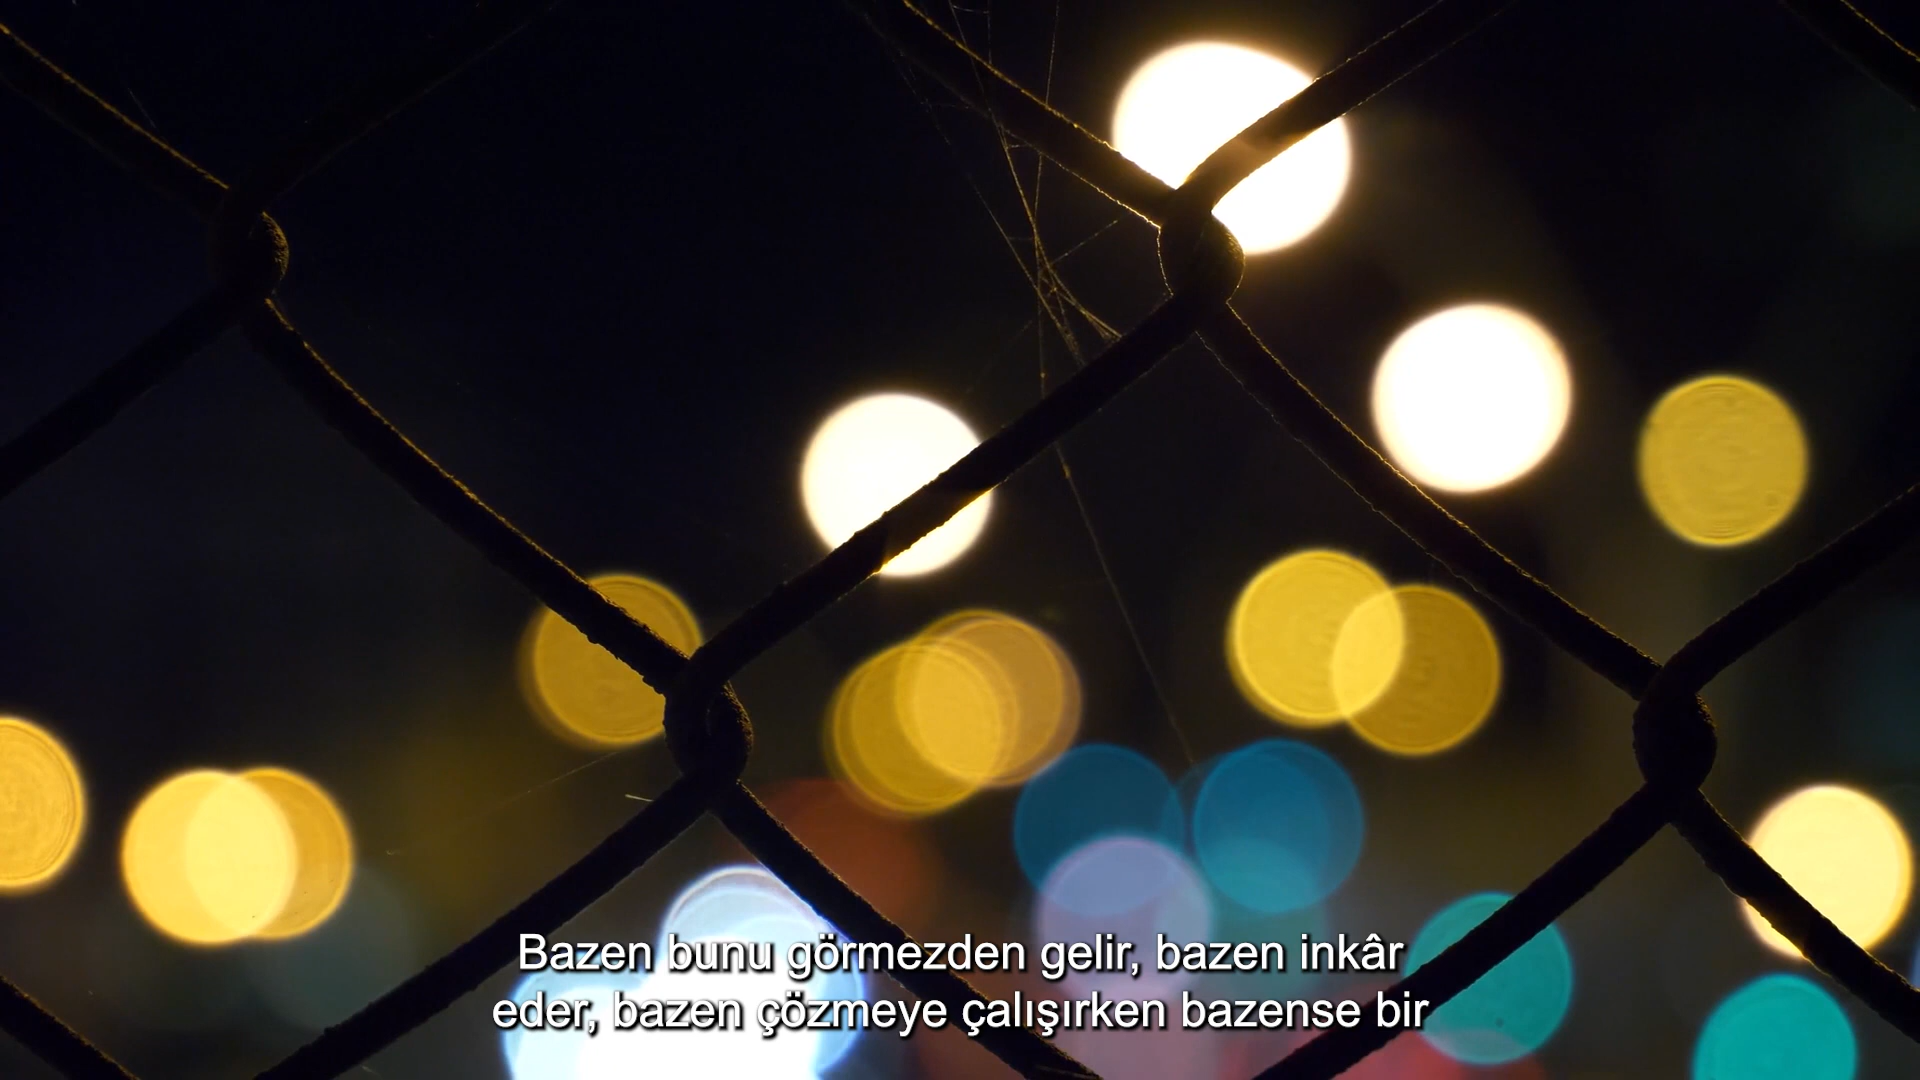 Bazen bunu görmezden gelir, bazen inkâr
eder, bazen çözmeye çalışırken bazense bir